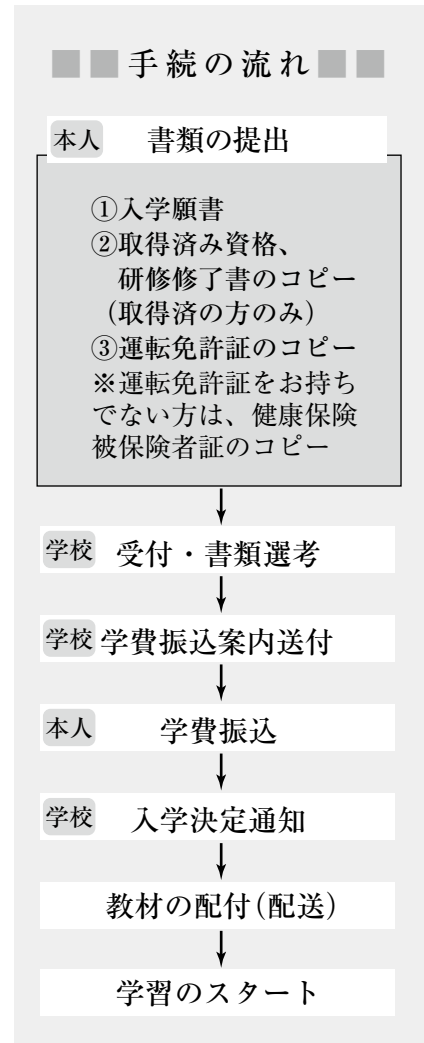 手続の流れ
本人 書類の提出
①入学願書
②取得済み資格、
研修修了書のコピー
（取得済の方のみ）
③運転免許証のコピー
※運転免許証をお持ち
でない方は、健康保険
被保険者証のコピー
学校 受付・書類選考
学校 学費振込案内送付
本人 学費振込
学校 入学決定通知
教材の配付(配送)
学習のスタート